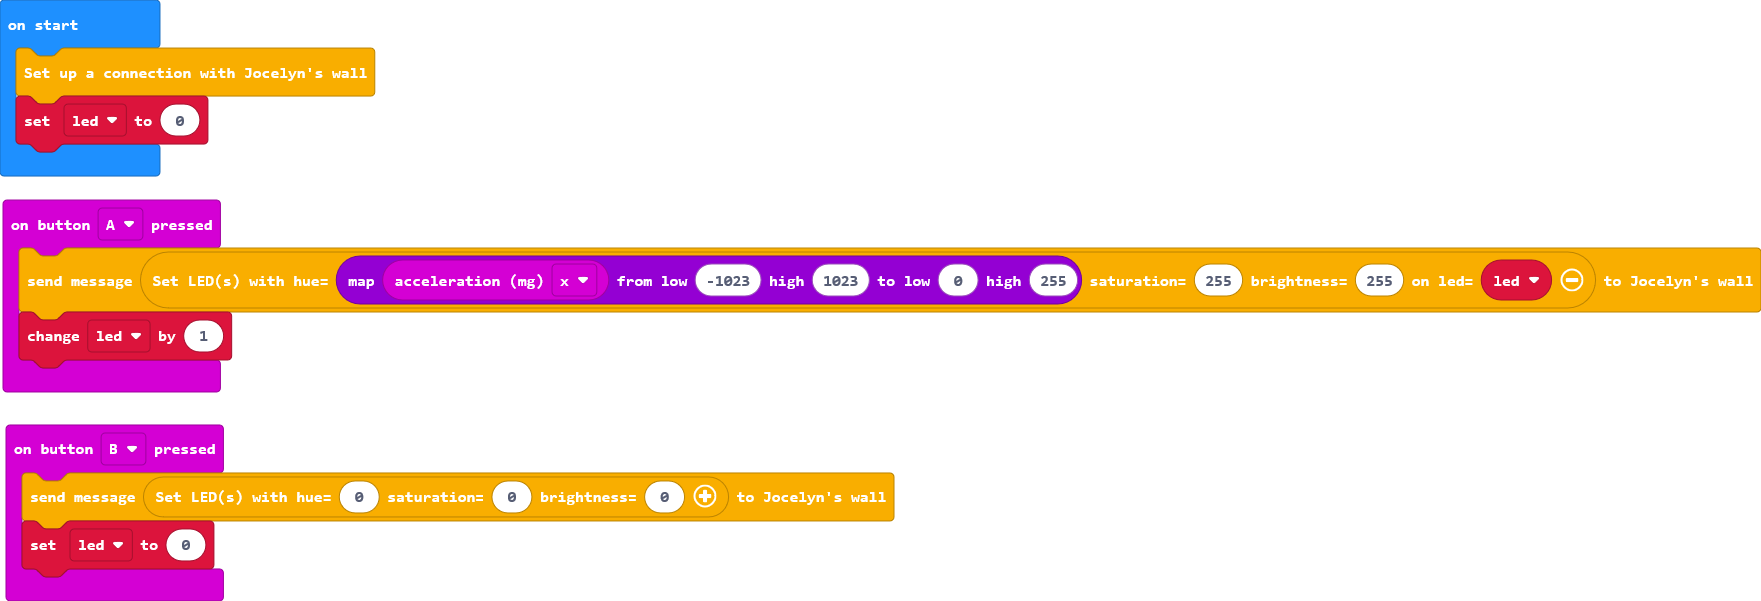 on start
Set up a connection with Jocelyn's wall
set led to 0
on button A pressed
send message Set LED(s) with hue= map acceleration (mg) x from low -1023 high 1023 to low 0 high 255 saturation= 255 brightness= 255 on led= led to Jocelyn's wall
change led by 1
on button B pressed
send message Set LED(s) with hue= 0 saturation= 0 brightness= 0 to Jocelyn's wall
set led to 0